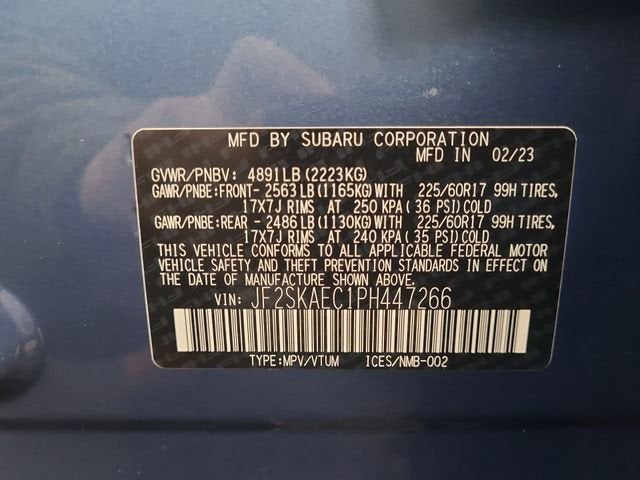 MFD BY SUBARU CORPORATION
MFD IN 02/23
GVWR/PNBV: 4891LB(2223KG)
GAWR/PNBE:FRONT- 2563LB(1165KG)WITH 225/60R17 99H TIRES,
17X7J RIMS AT 250 KPA(36 PSI)COLD
GAWR/PNBE:REAR - 2486LB(1130KG)WITH 225/60R17 99H TIRES,
17X7J RIMS AT 240 KPA(35 PSI)COLD
THIS VEHICLE CONFORMS TO ALL APPLICABLE FEDERAL MOTOR
VEHICLE SAFETY AND THEFT PREVENTION STANDARDS IN EFFECT
ON THE DATE OF MANUFACTURE SHOWN ABOVE.
VIN: JF2SKAEC1PH447266
TYPE:MPV/VTUM ICES/NMB-002